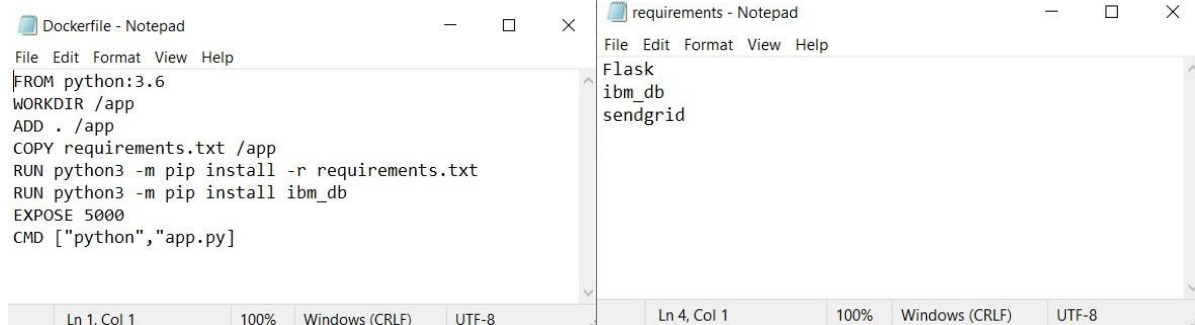 Dockerfile - Notepad
File Edit Format View Help
FROM python:3.6
WORKDIR /app
ADD . /app
COPY requirements.txt /app
RUN python3 -m pip install -r requirements.txt
RUN python3 -m pip install ibm_db
EXPOSE 5000
CMD ["python","app.py]
Ln 1, Col 1 100% Windows (CRLF) UTF-8
requirements - Notepad
File Edit Format View Help
Flask
ibm_db
sendgrid
Ln 4, Col 1 100% Windows (CRLF) UTF-8